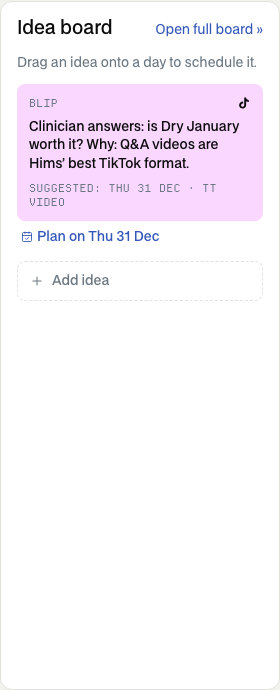 Idea board
Open full board »
Drag an idea onto a day to schedule it.
BLIP
Clinician answers: is Dry January
worth it? Why: Q&A videos are
Hims’ best TikTok format.
SUGGESTED: THU 31 DEC · TT
VIDEO
Plan on Thu 31 Dec
+ Add idea